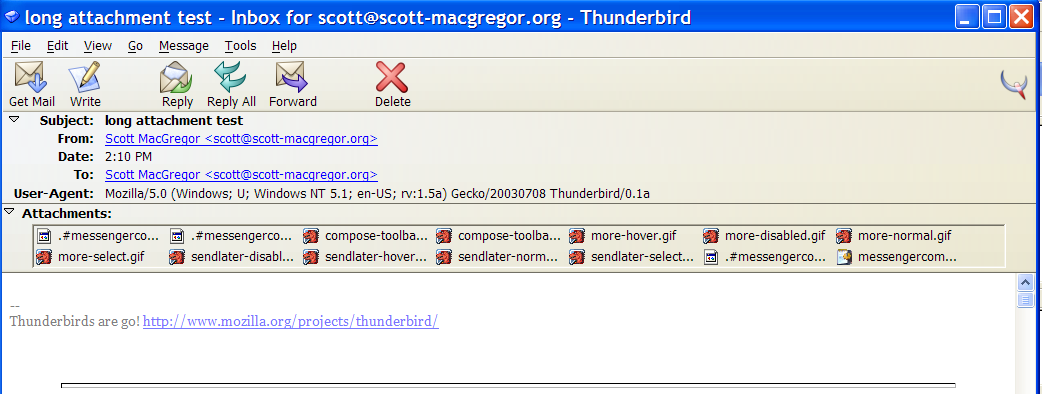 long attachment test - Inbox for scott@scott-macgregor.org - Thunderbird
File Edit View Go Message Tools Help
Get Mail Write Reply Reply All Forward Delete
Subject: long attachment test
From: Scott MacGregor <scott@scott-macgregor.org>
Date: 2:10 PM
To: Scott MacGregor <scott@scott-macgregor.org>
User-Agent: Mozilla/5.0 (Windows; U; Windows NT 5.1; en-US; rv:1.5a) Gecko/20030708 Thunderbird/0.1a
Attachments:
.#messengerco... .#messengerco... compose-toolba... compose-toolba... more-hover.gif more-disabled.gif more-normal.gif
more-select.gif sendlater-disabl... sendlater-hover... sendlater-norm... sendlater-select... .#messengerco... messengercom...
--
Thunderbirds are go! http://www.mozilla.org/projects/thunderbird/